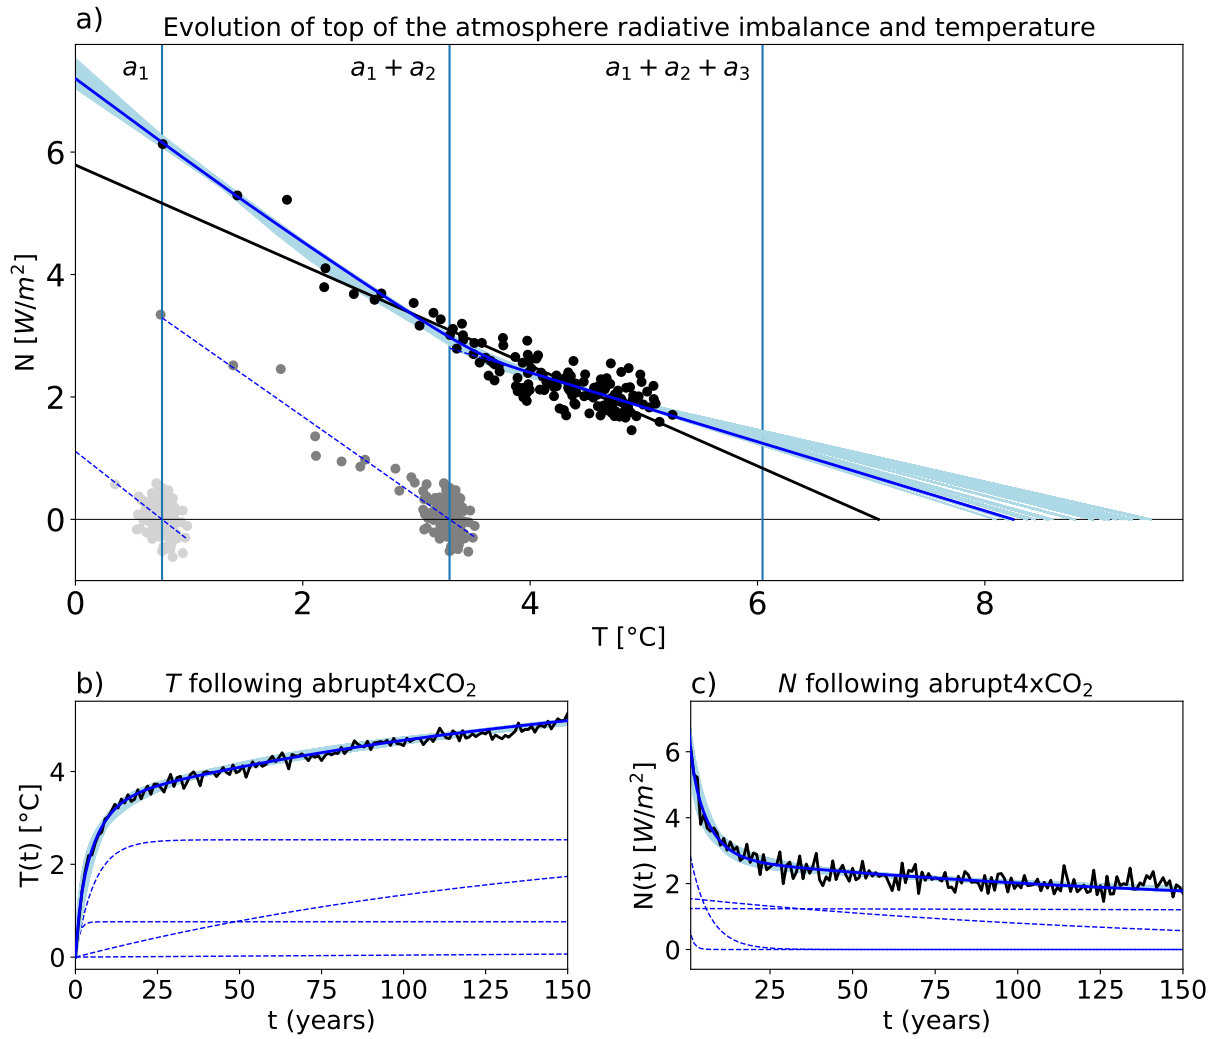 a)
Evolution of top of the atmosphere radiative imbalance and temperature
a₁
a₁ + a₂
a₁ + a₂ + a₃
N [W/m²]
6
4
2
0
0 2 4 6 8
T [°C]
b)
T following abrupt4xCO₂
T(t) [°C]
4
2
0
0 25 50 75 100 125 150
t (years)
c)
N following abrupt4xCO₂
N(t) [W/m²]
6
4
2
0
25 50 75 100 125 150
t (years)